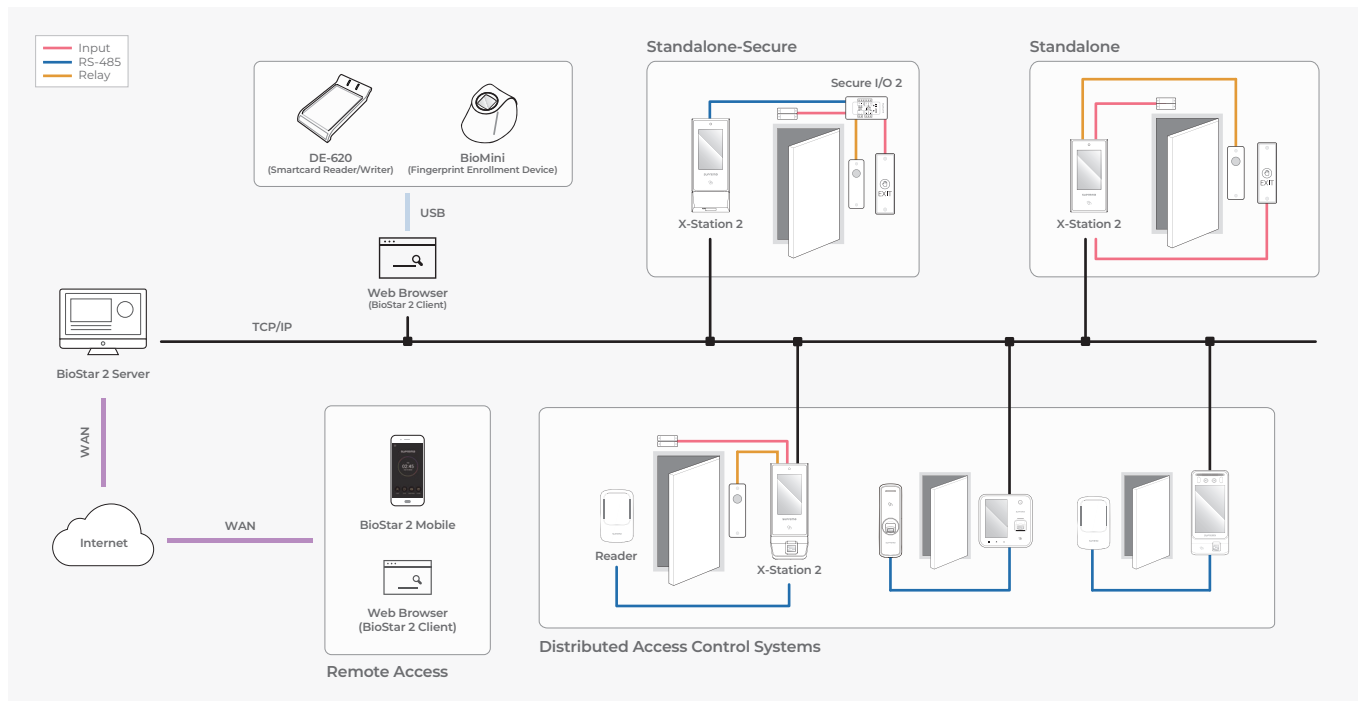 Input
RS-485
Relay
DE-620
(Smartcard Reader/Writer)
BioMini
(Fingerprint Enrollment Device)
USB
Web Browser
(BioStar 2 Client)
TCP/IP
BioStar 2 Server
WAN
Internet
WAN
BioStar 2 Mobile
Web Browser
(BioStar 2 Client)
Remote Access
Standalone-Secure
Secure I/O 2
EXIT
X-Station 2
Standalone
EXIT
X-Station 2
Reader
X-Station 2
Distributed Access Control Systems